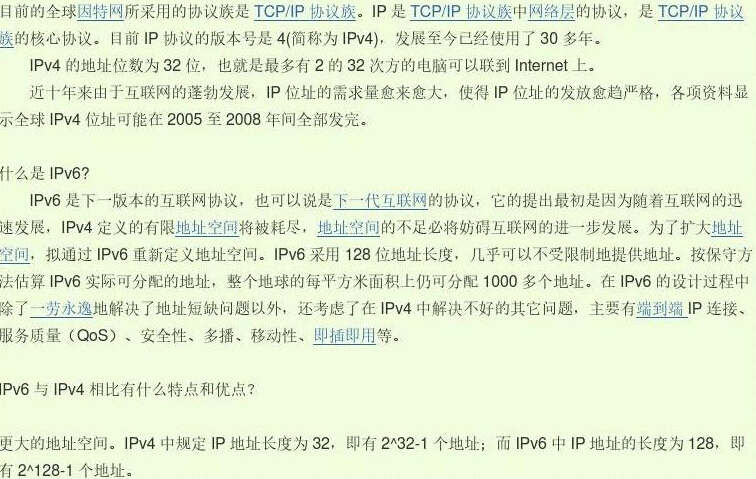 目前的全球因特网所采用的协议族是 TCP/IP 协议族。IP 是 TCP/IP 协议族中网络层的协议，是 TCP/IP 协议
族的核心协议。目前 IP 协议的版本号是 4(简称为 IPv4)，发展至今已经使用了 30 多年。
IPv4 的地址位数为 32 位，也就是最多有 2 的 32 次方的电脑可以联到 Internet 上。
近十年来由于互联网的蓬勃发展，IP 位址的需求量愈来愈大，使得 IP 位址的发放愈趋严格，各项资料显
示全球 IPv4 位址可能在 2005 至 2008 年间全部发完。
什么是 IPv6?
IPv6 是下一版本的互联网协议，也可以说是下一代互联网的协议，它的提出最初是因为随着互联网的迅
速发展，IPv4 定义的有限地址空间将被耗尽，地址空间的不足必将妨碍互联网的进一步发展。为了扩大地址
空间，拟通过 IPv6 重新定义地址空间。IPv6 采用 128 位地址长度，几乎可以不受限制地提供地址。按保守方
法估算 IPv6 实际可分配的地址，整个地球的每平方米面积上仍可分配 1000 多个地址。在 IPv6 的设计过程中
除了一劳永逸地解决了地址短缺问题以外，还考虑了在 IPv4 中解决不好的其它问题，主要有端到端 IP 连接、
服务质量（QoS）、安全性、多播、移动性、即插即用等。
IPv6 与 IPv4 相比有什么特点和优点？
更大的地址空间。IPv4 中规定 IP 地址长度为 32，即有 2^32-1 个地址；而 IPv6 中 IP 地址的长度为 128，即
有 2^128-1 个地址。